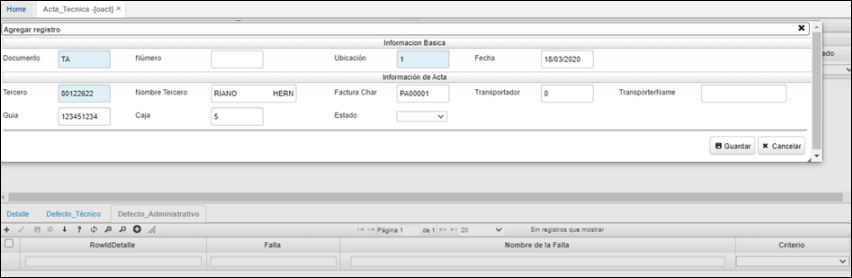 Home Acta_Tecnica -[oact] ×
Agregar registro
Informacion Basica
Documento TA Número Ubicación 1 Fecha 18/03/2020
Información de Acta
Tercero 80122622 Nombre Tercero RIANO HERN Factura Char PA00001 Transportador 0 TransporterName
Guia 123451234 Caja 5 Estado
Guardar Cancelar
ado
Detalle Defecto_Técnico Defecto_Administrativo
Página 1 de 1 20 Sin registros que mostrar
RowIdDetalle Falla Nombre de la Falla Criterio